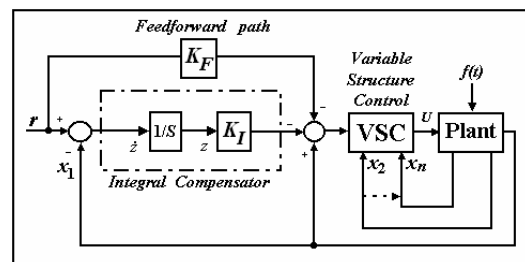 Feedforward path
K_F
Variable
Structure
Control
f(t)
r
+
−
x_1
ż
1/S
z
K_I
−
−
+
VSC
x_2 x_n
U
Plant
Integral Compensator